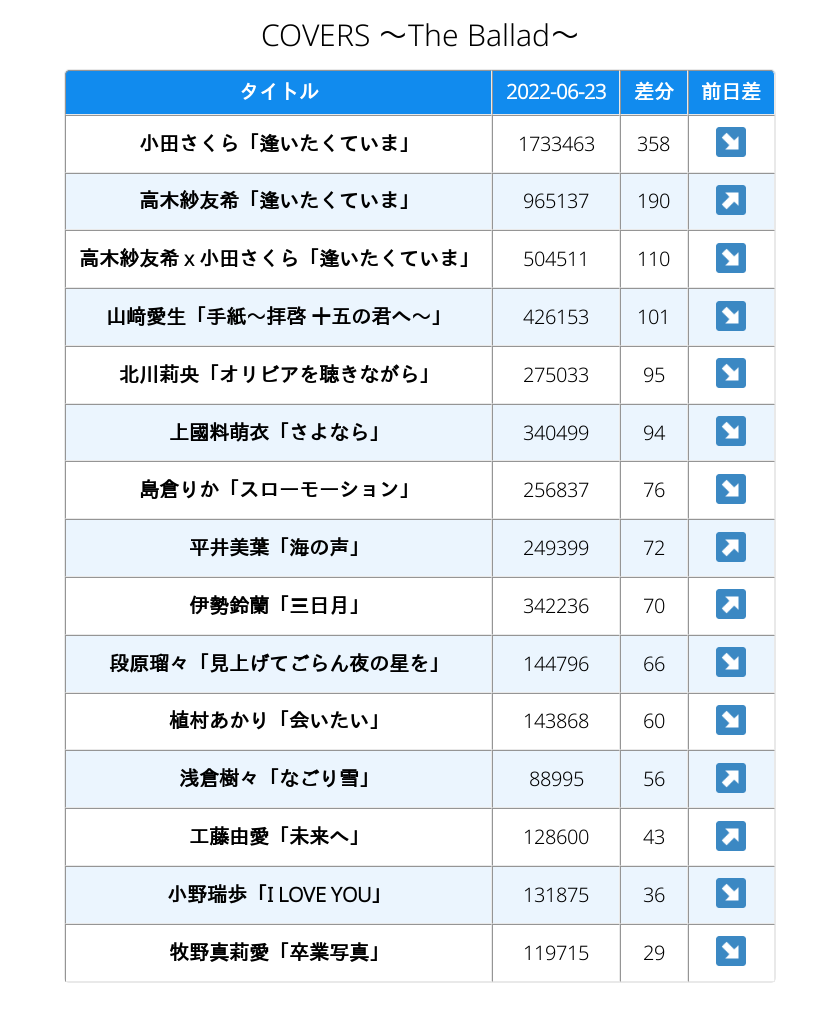 COVERS ～The Ballad～
タイトル 2022-06-23 差分 前日差
小田さくら「逢いたくていま」 1733463 358 ↘
高木紗友希「逢いたくていま」 965137 190 ↗
高木紗友希 x 小田さくら「逢いたくていま」 504511 110 ↘
山﨑愛生「手紙～拝啓 十五の君へ～」 426153 101 ↘
北川莉央「オリビアを聴きながら」 275033 95 ↘
上國料萌衣「さよなら」 340499 94 ↘
島倉りか「スローモーション」 256837 76 ↘
平井美葉「海の声」 249399 72 ↗
伊勢鈴蘭「三日月」 342236 70 ↗
段原瑠々「見上げてごらん夜の星を」 144796 66 ↘
植村あかり「会いたい」 143868 60 ↘
浅倉樹々「なごり雪」 88995 56 ↗
工藤由愛「未来へ」 128600 43 ↗
小野瑞歩「I LOVE YOU」 131875 36 ↘
牧野真莉愛「卒業写真」 119715 29 ↘